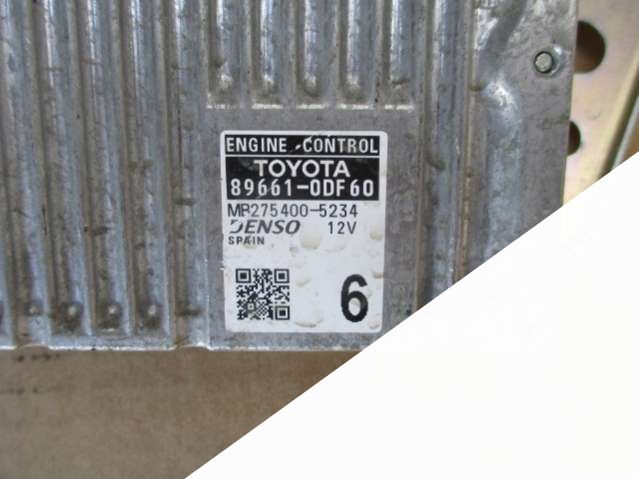 ENGINE CONTROL
TOYOTA
89661-0DF60
MB275400-5234
DENSO 12V
SPAIN
6